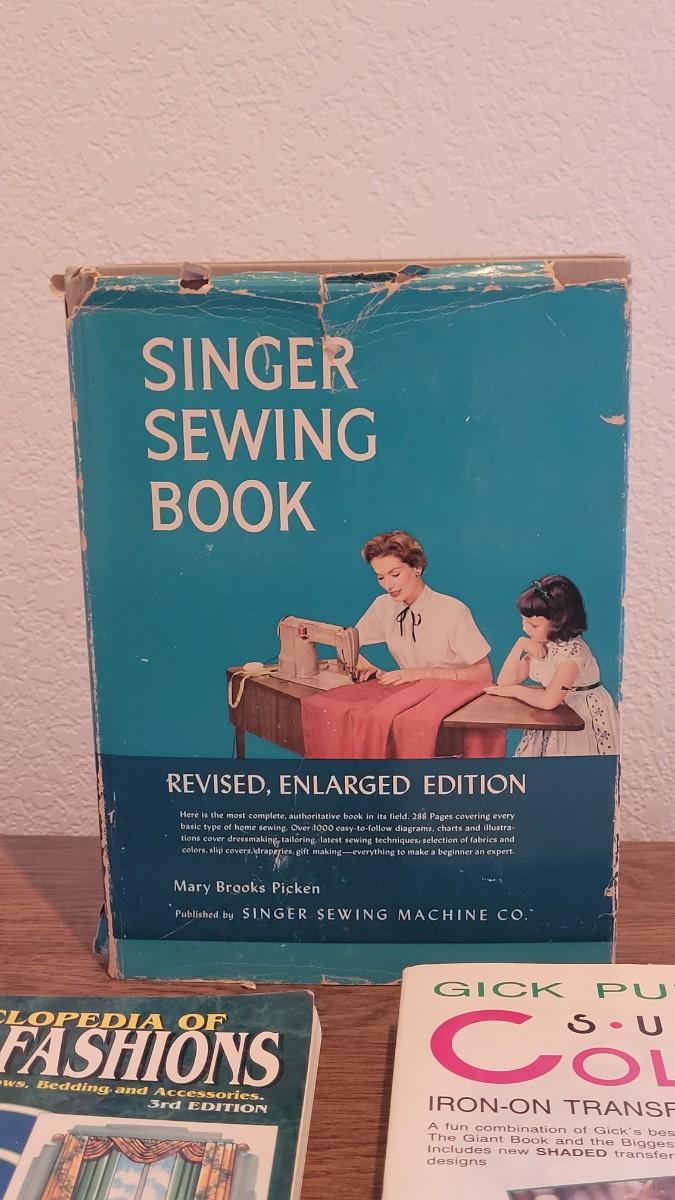 SINGER
SEWING
BOOK
REVISED, ENLARGED EDITION
Here is the most complete, authoritative book in its field. 288 Pages covering every
basic type of home sewing. Over 1000 easy-to-follow diagrams, charts and illustra-
tions cover dressmaking, tailoring, latest sewing techniques, selection of fabrics and
colors, slip covers, draperies, gift making—everything to make a beginner an expert.
Mary Brooks Picken
Published by SINGER SEWING MACHINE CO.
CLOPEDIA OF
FASHIONS
ows, Bedding and Accessories.
3rd EDITION
GICK PU
S·U
COL
IRON-ON TRANSF
A fun combination of Gick's bes
The Giant Book and the Bigges
Includes new SHADED transfer
designs